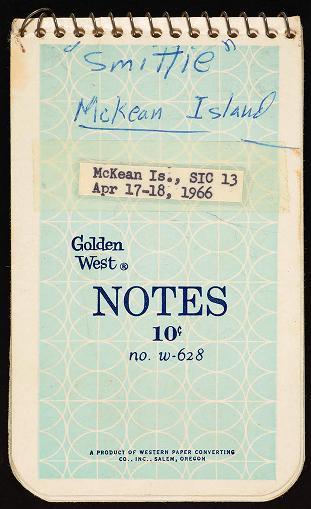 "Smittie"
McKean Island
McKean Is., SIC 13
Apr 17-18, 1966
Golden
West ®
NOTES
10¢
no. w-628
A PRODUCT OF WESTERN PAPER CONVERTING
CO., INC., SALEM, OREGON